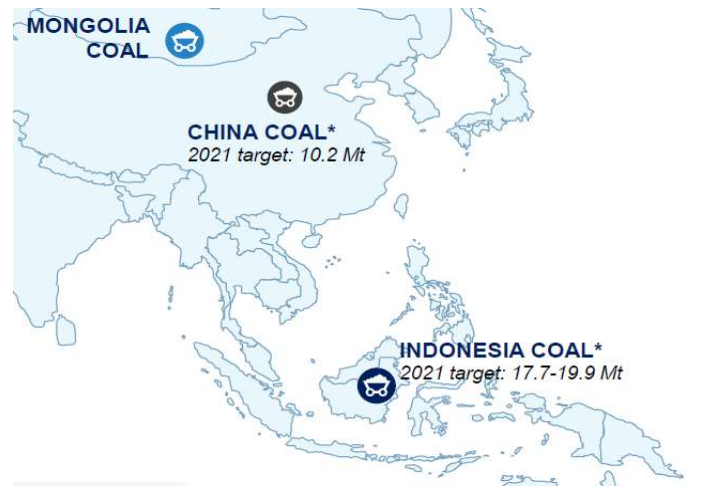 MONGOLIA
COAL
CHINA COAL*
2021 target: 10.2 Mt
INDONESIA COAL*
2021 target: 17.7-19.9 Mt